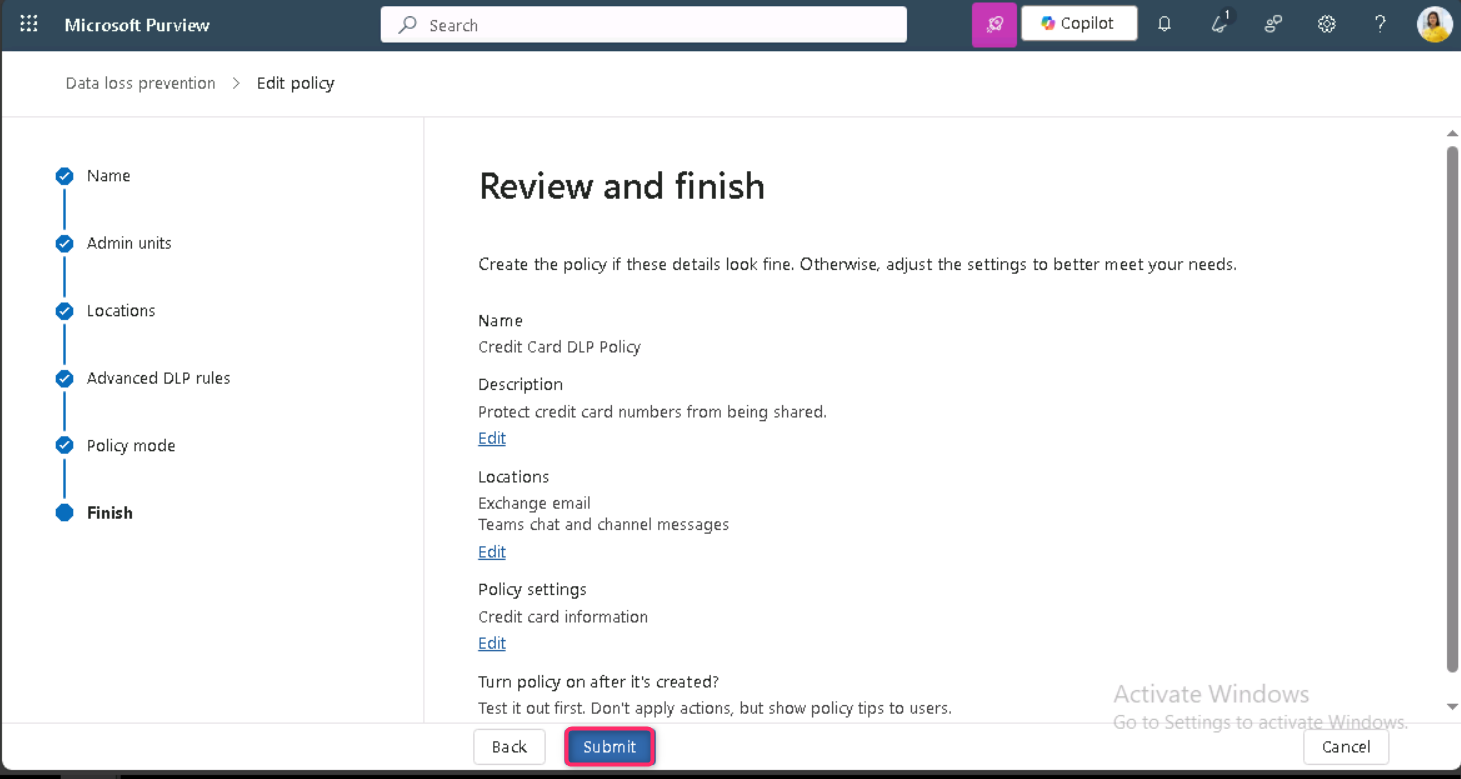 Microsoft Purview
Search
Copilot
1
?
Data loss prevention > Edit policy
Name
Admin units
Locations
Advanced DLP rules
Policy mode
Finish
Review and finish
Create the policy if these details look fine. Otherwise, adjust the settings to better meet your needs.
Name
Credit Card DLP Policy
Description
Protect credit card numbers from being shared.
Edit
Locations
Exchange email
Teams chat and channel messages
Edit
Policy settings
Credit card information
Edit
Turn policy on after it's created?
Test it out first. Don't apply actions, but show policy tips to users.
Activate Windows
Go to Settings to activate Windows.
Back
Submit
Cancel